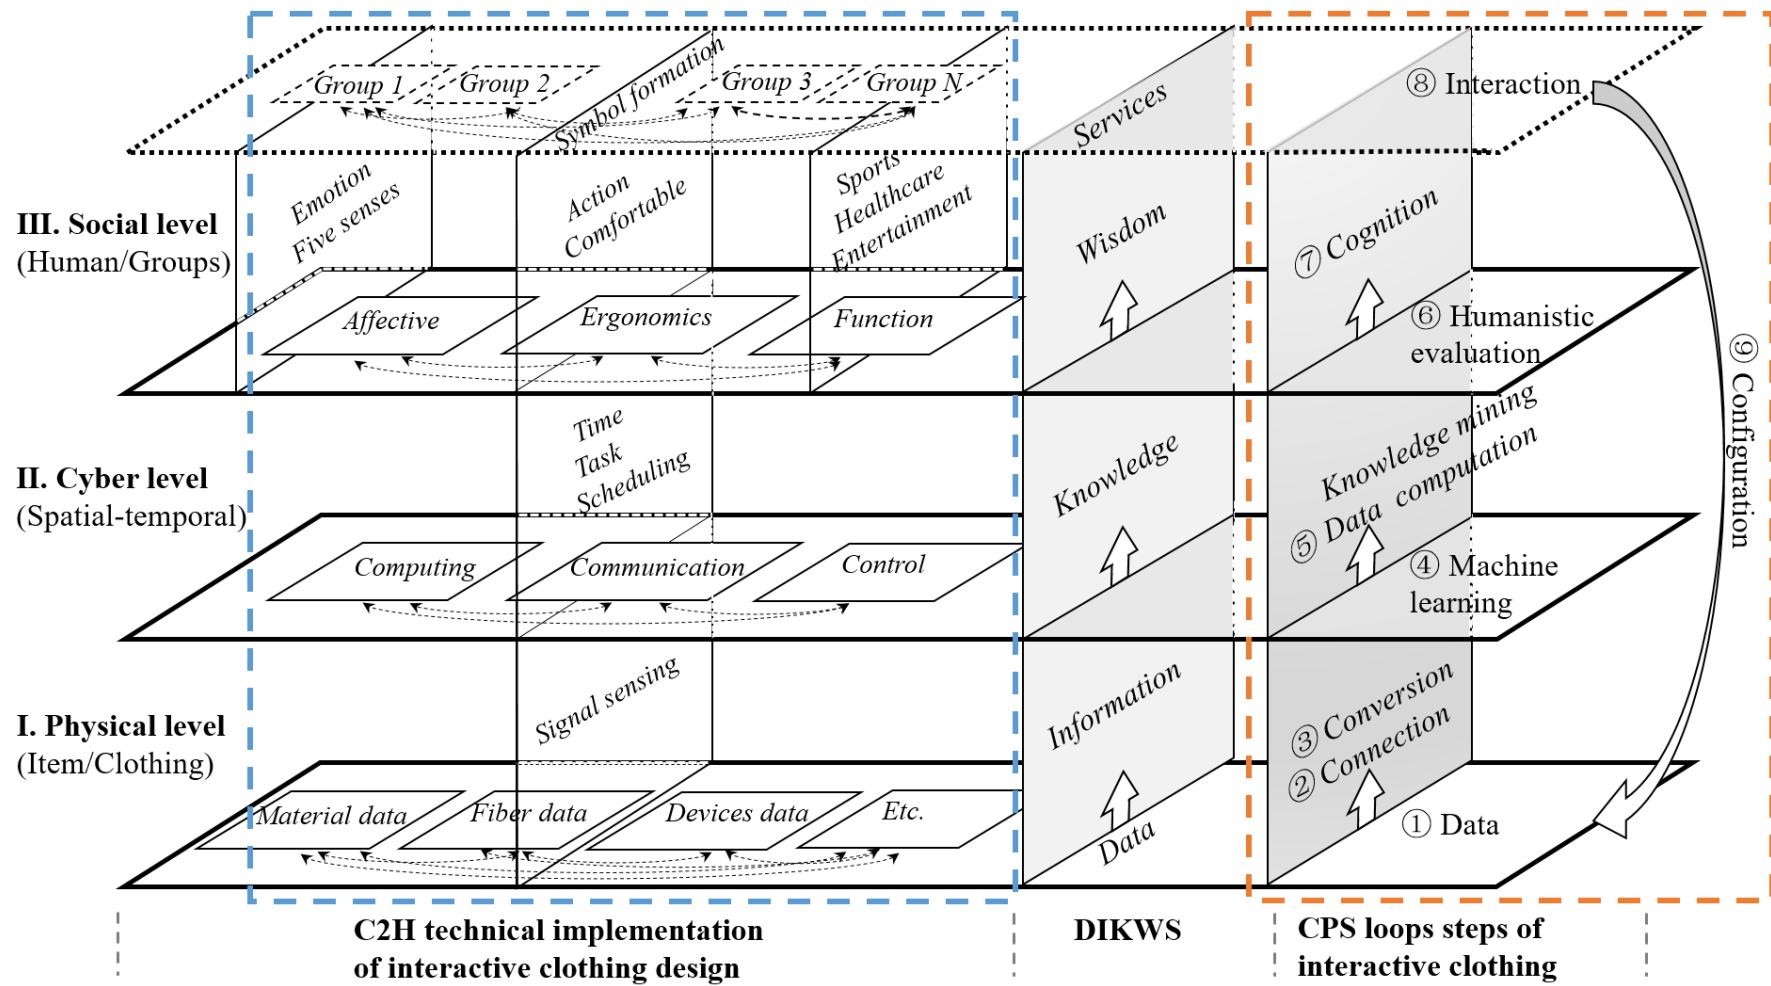 Group 1
Group 2
Symbol formation
Group 3
Group N
Services
⑧ Interaction
III. Social level
(Human/Groups)
Emotion
Five senses
Action
Comfortable
Sports
Healthcare
Entertainment
Wisdom
⑦ Cognition
Affective
Ergonomics
Function
⑥ Humanistic
evaluation
⑨ Configuration
II. Cyber level
(Spatial-temporal)
Time
Task
Scheduling
Knowledge
Knowledge mining
⑤ Data computation
Computing
Communication
Control
④ Machine
learning
I. Physical level
(Item/Clothing)
Signal sensing
Information
③ Conversion
② Connection
Material data
Fiber data
Devices data
Etc.
Data
① Data
C2H technical implementation
of interactive clothing design
DIKWS
CPS loops steps of
interactive clothing